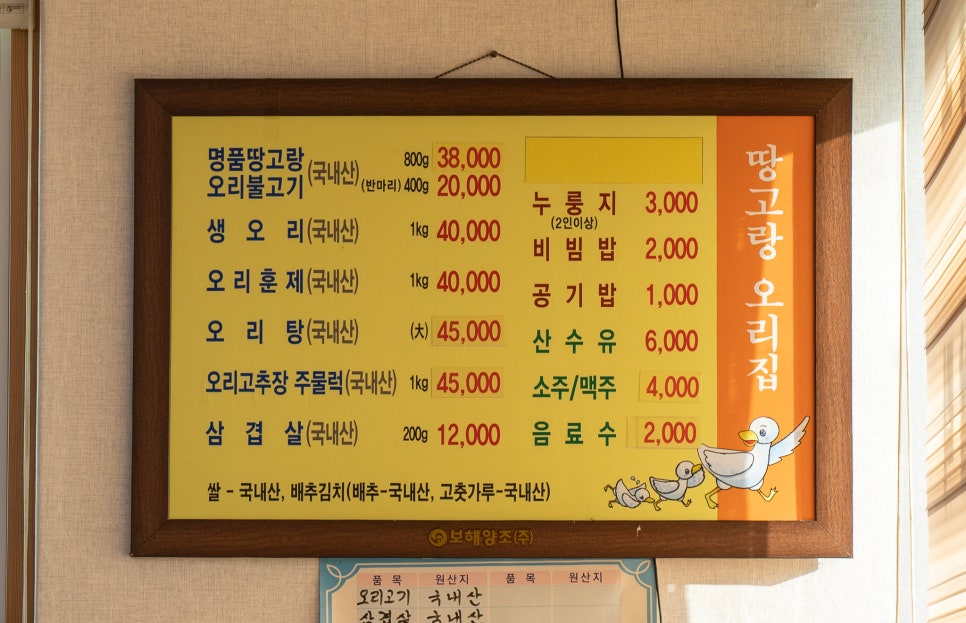 명품땅고랑 오리불고기 (국내산) 800g 38,000
(반마리) 400g 20,000
생오리(국내산) 1kg 40,000
오리훈제(국내산) 1kg 40,000
오리탕(국내산) (大) 45,000
오리고추장 주물럭(국내산) 1kg 45,000
삼겹살(국내산) 200g 12,000
쌀 - 국내산, 배추김치(배추-국내산, 고춧가루-국내산)
누룽지 3,000
(2인이상)
비빔밥 2,000
공기밥 1,000
산수유 6,000
소주/맥주 4,000
음료수 2,000
땅고랑 오리집
보해양조(주)
품목 원산지 품목 원산지
오리고기 국내산
삼겹살 국내산